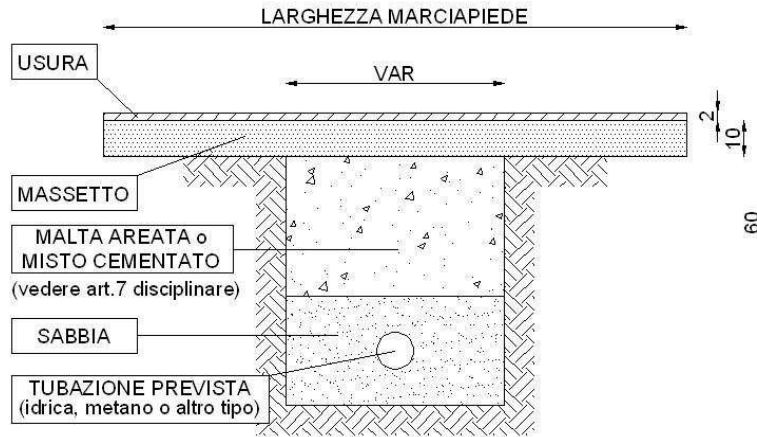 LARGHEZZA MARCIAPIEDE
USURA
VAR
2
10
MASSETTO
60
MALTA AREATA o
MISTO CEMENTATO
(vedere art.7 disciplinare)
SABBIA
TUBAZIONE PREVISTA
(idrica, metano o altro tipo)